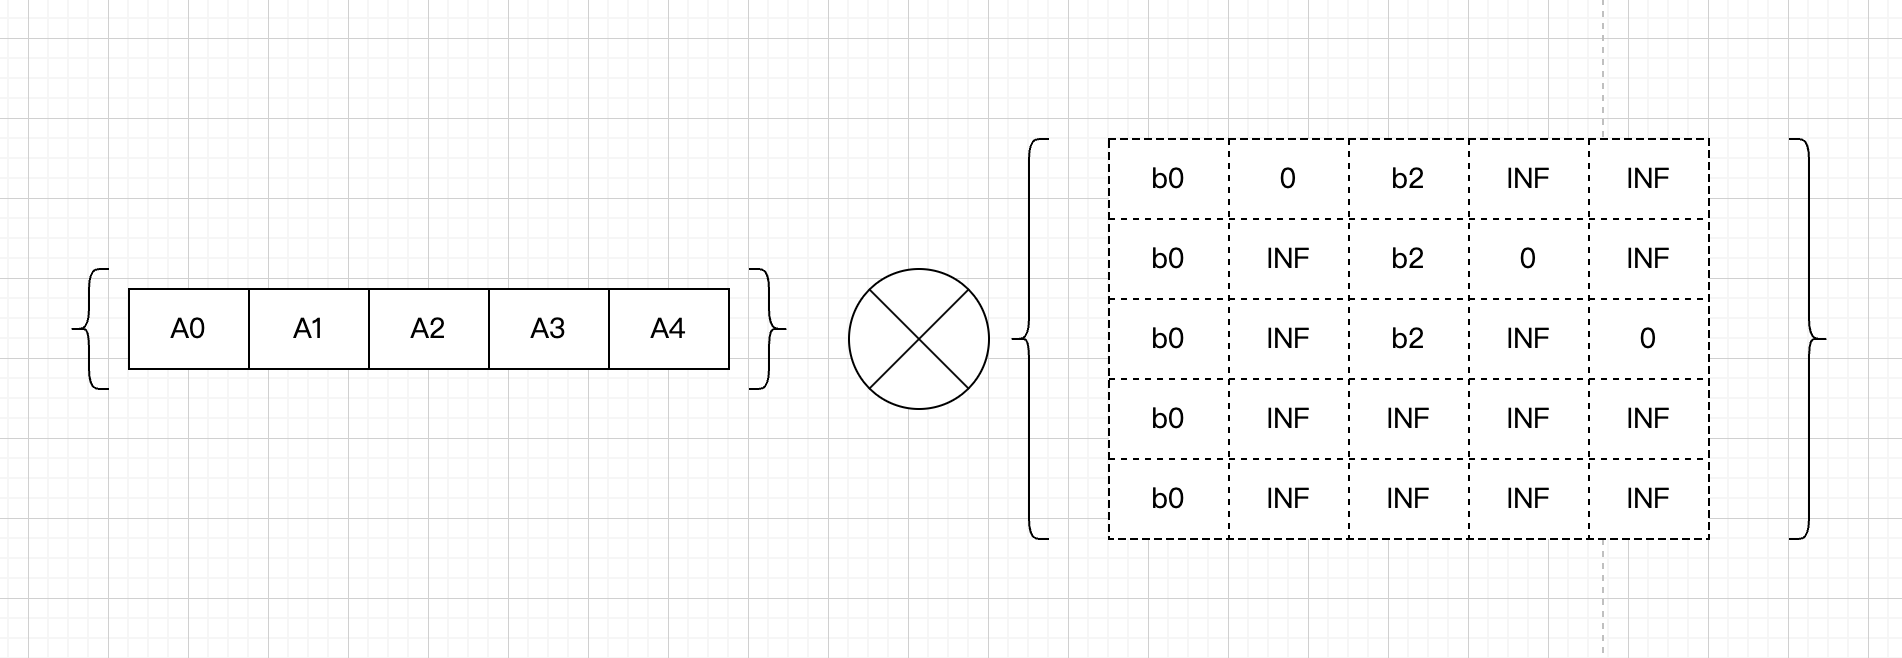 A0 A1 A2 A3 A4
b0 0 b2 INF INF
b0 INF b2 0 INF
b0 INF b2 INF 0
b0 INF INF INF INF
b0 INF INF INF INF